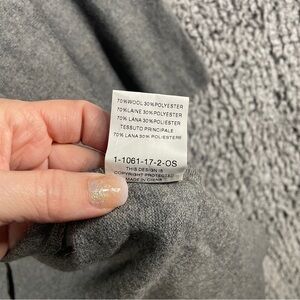 70%WOOL 30%POLYESTER
70%LAINE 30%POLYESTER
70% LANA 30%POLIESTER
TESSUTO PRINCIPALE
70% LANA 30% POLIESTERE
1-1061-17-2-OS
THIS DESIGN IS
COPYRIGHT PROTECTED
MADE IN CHINA